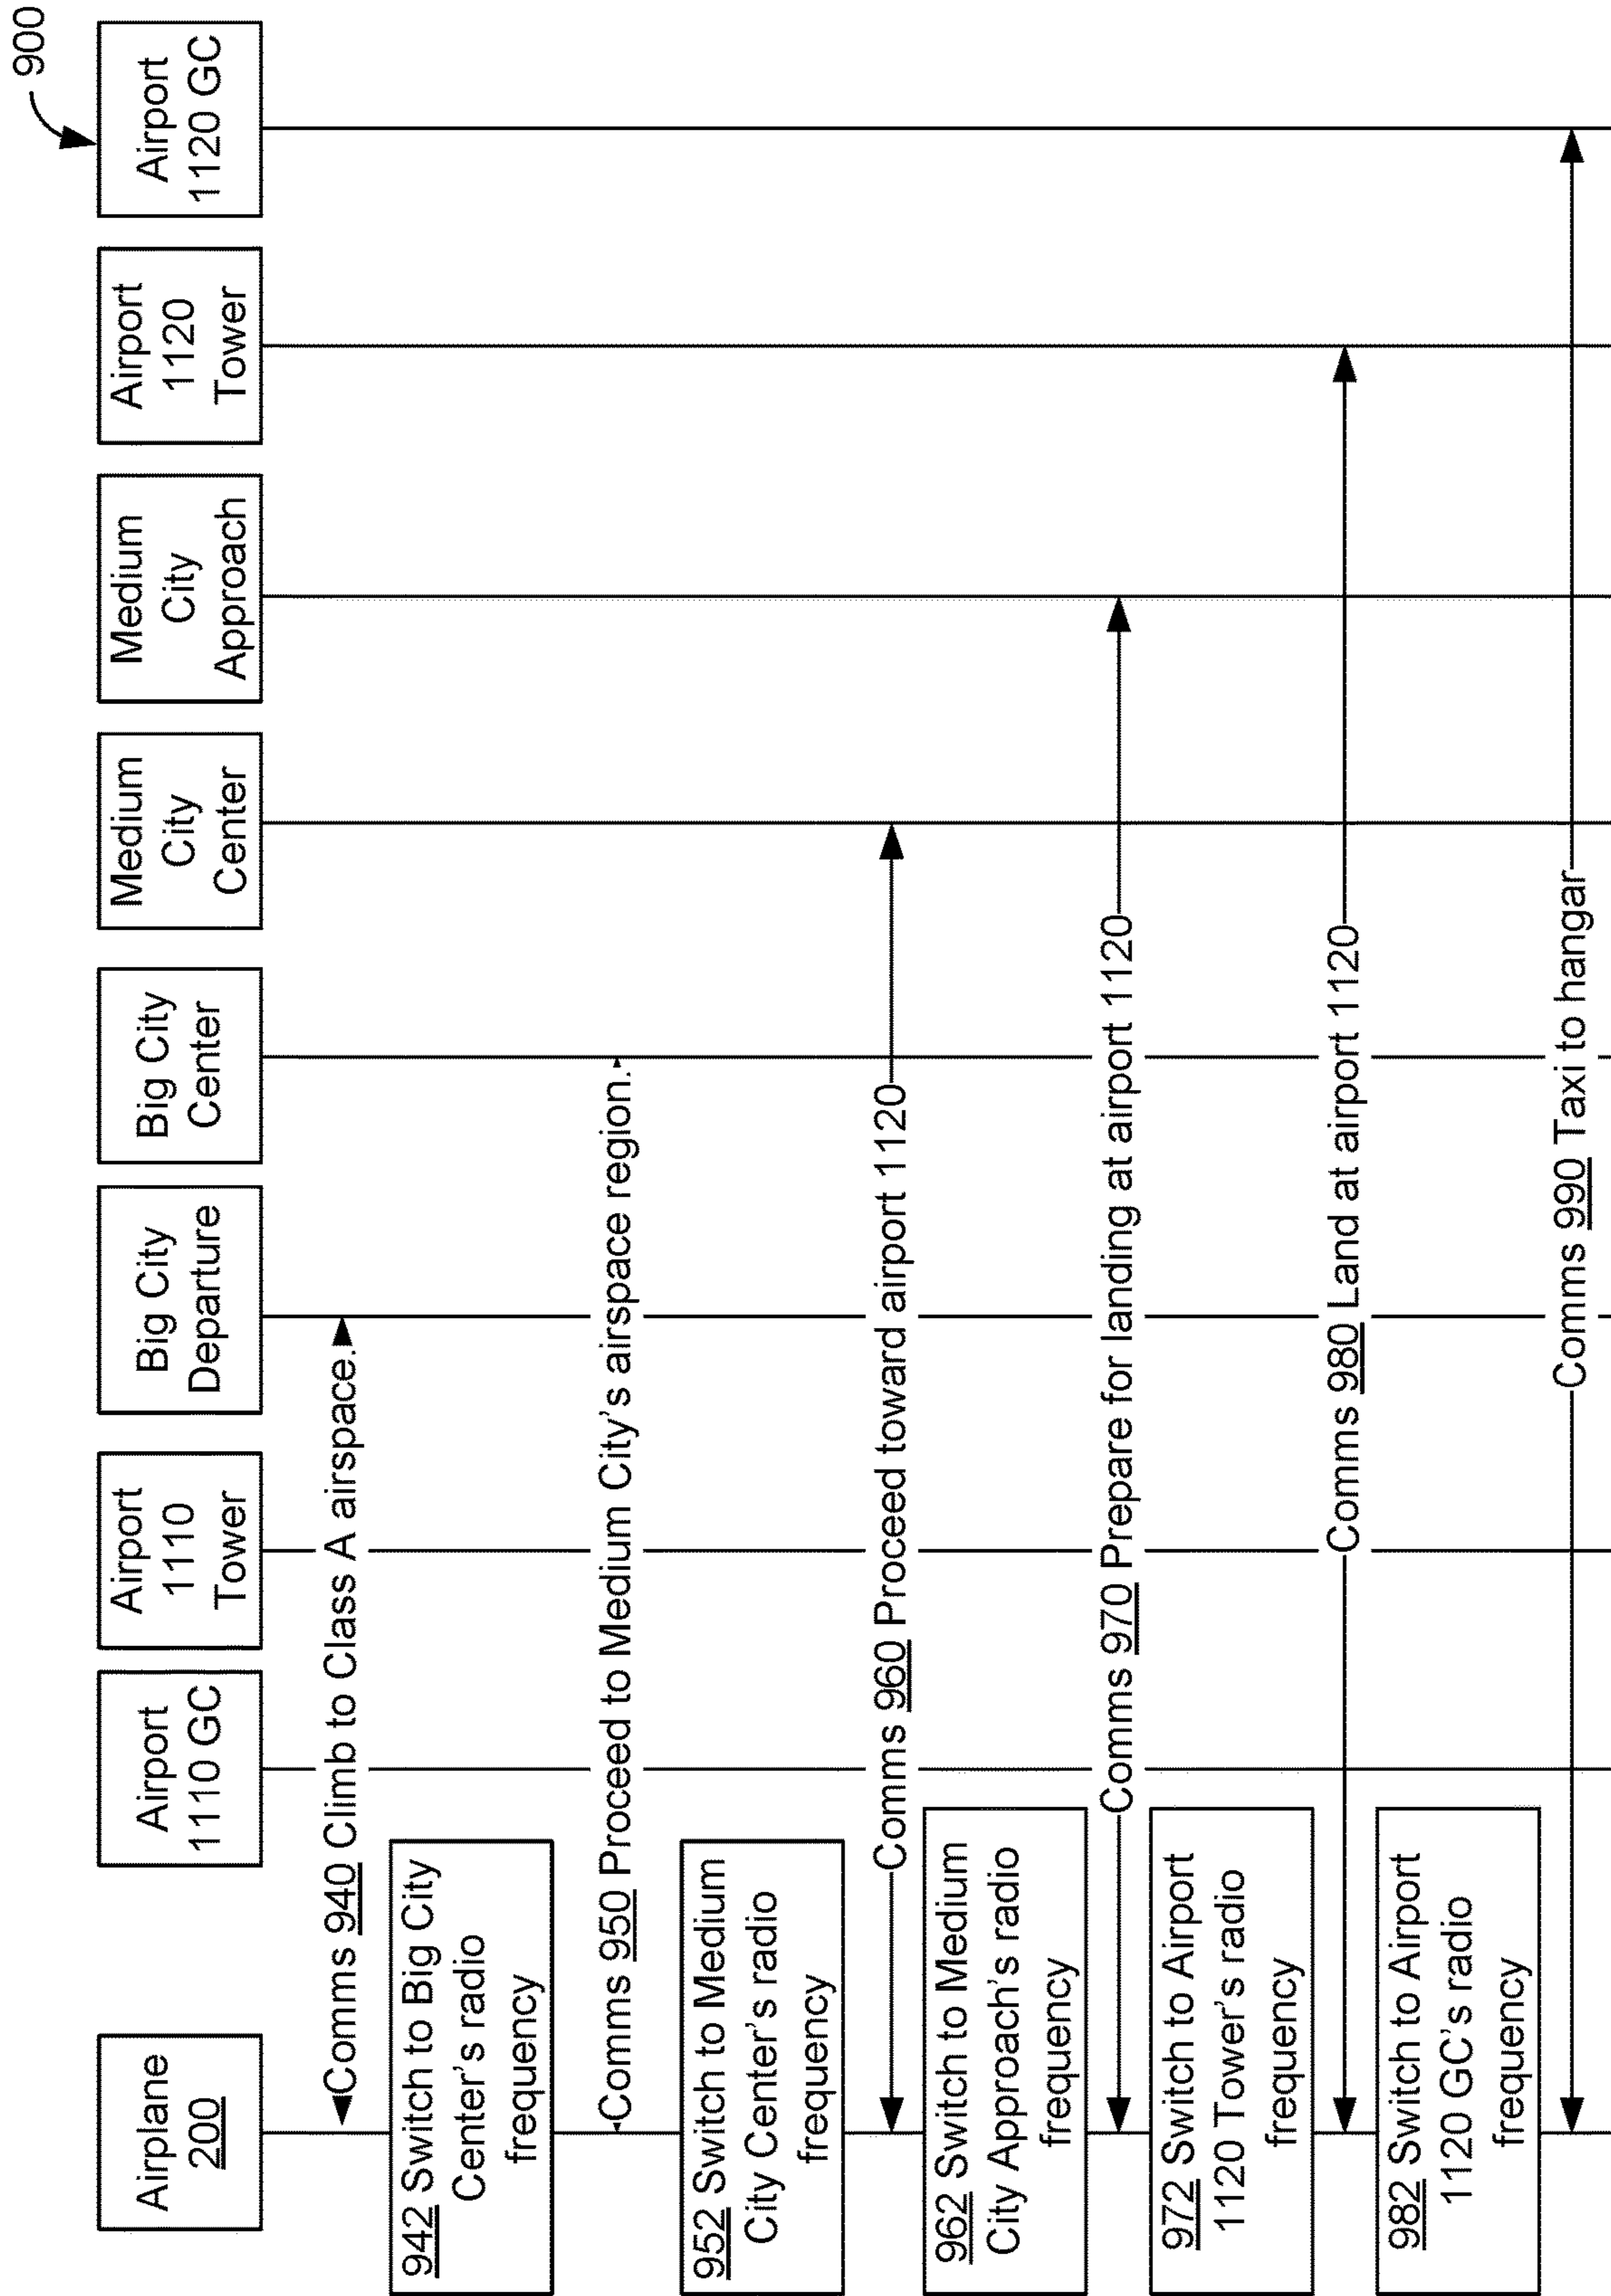 900
Airplane
200
Airport
1110 GC
Airport
1110
Tower
Big City
Departure
Big City
Center
Medium
City
Center
Medium
City
Approach
Airport
1120
Tower
Airport
1120 GC
Comms 940 Climb to Class A airspace.
942 Switch to Big City
Center's radio
frequency
Comms 950 Proceed to Medium City's airspace region.
952 Switch to Medium
City Center's radio
frequency
Comms 960 Proceed toward airport 1120
962 Switch to Medium
City Approach's radio
frequency
Comms 970 Prepare for landing at airport 1120
972 Switch to Airport
1120 Tower's radio
frequency
Comms 980 Land at airport 1120
982 Switch to Airport
1120 GC's radio
frequency
Comms 990 Taxi to hangar